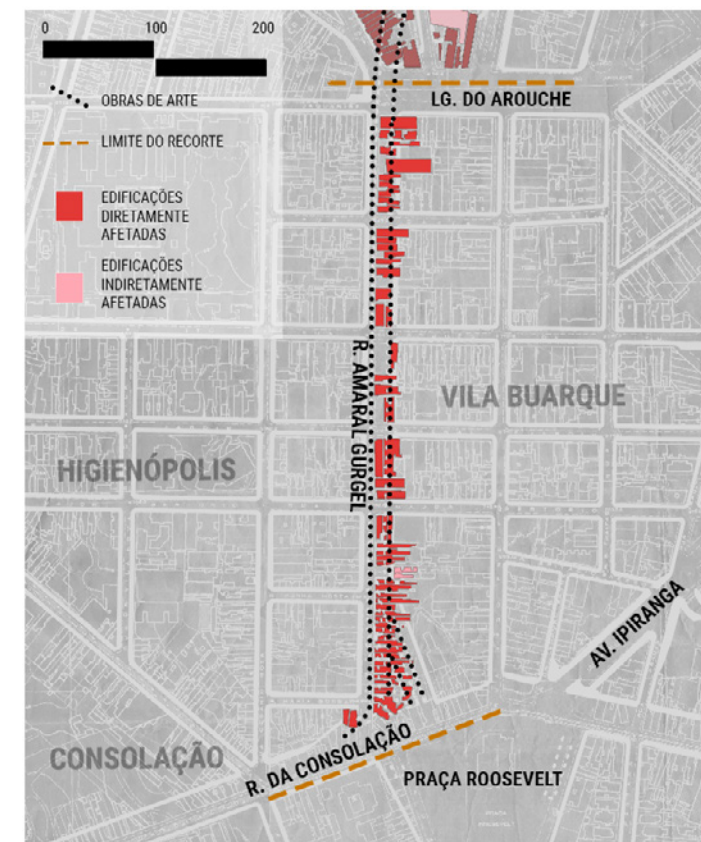 0 100 200
OBRAS DE ARTE
LIMITE DO RECORTE
EDIFICAÇÕES
DIRETAMENTE
AFETADAS
EDIFICAÇÕES
INDIRETAMENTE
AFETADAS
LG. DO AROUCHE
R. AMARAL GURGEL
VILA BUARQUE
HIGIENÓPOLIS
AV. IPIRANGA
CONSOLAÇÃO
R. DA CONSOLAÇÃO
PRAÇA ROOSEVELT